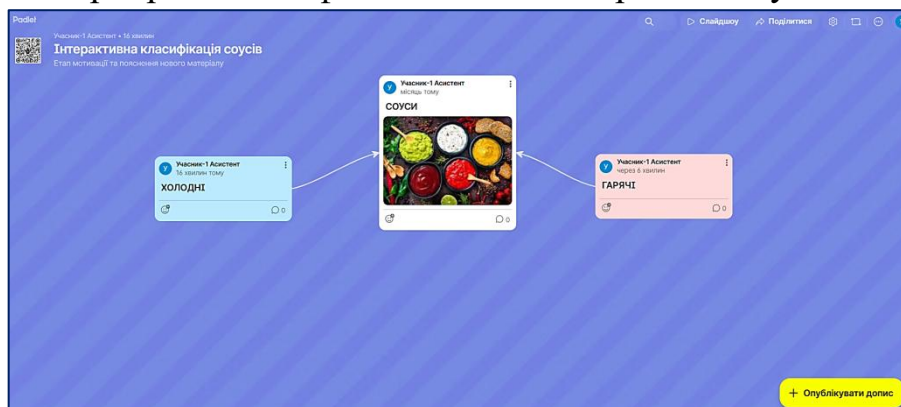 Padlet
Слайдшоу
Поділитися
Учасник-1 Асистент • 16 хвилин
Інтерактивна класифікація соусів
Етап мотивації та пояснення нового матеріалу
Учасник-1 Асистент
місяць тому
СОУСИ
0
Учасник-1 Асистент
16 хвилин тому
ХОЛОДНІ
0
Учасник-1 Асистент
через 6 хвилин
ГАРЯЧІ
0
+ Опублікувати допис